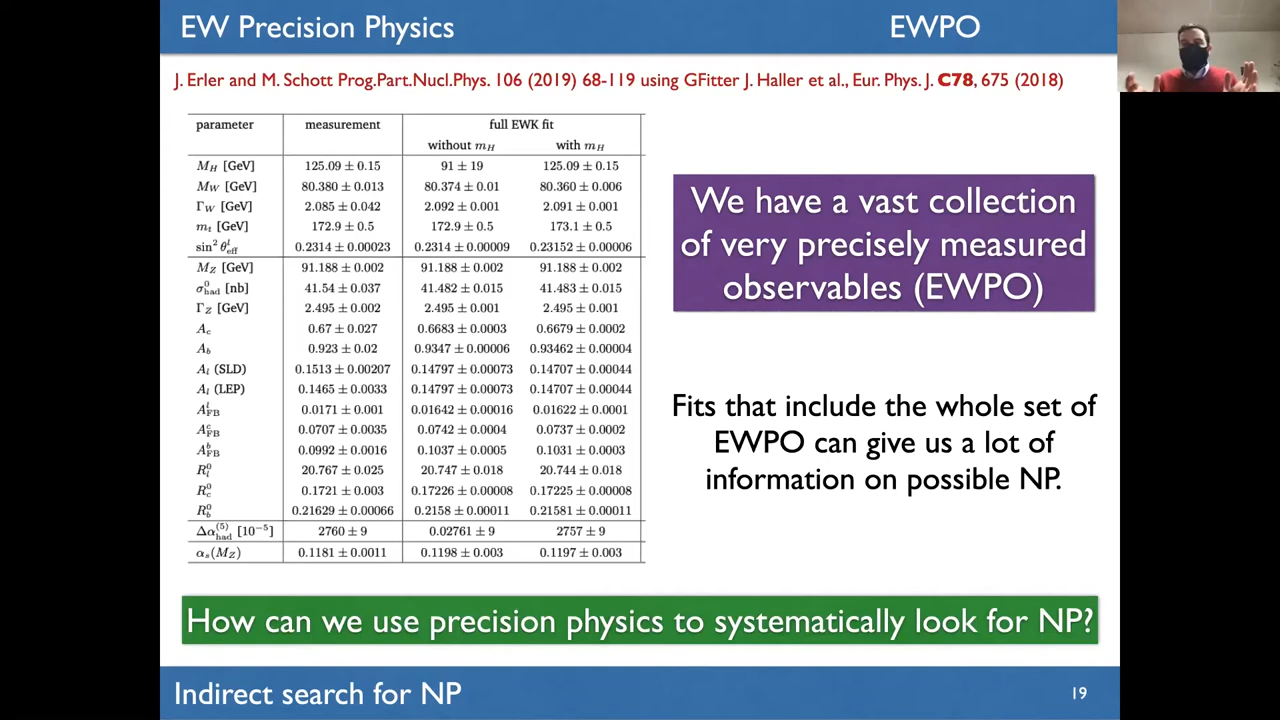 EW Precision Physics EWPO
J. Erler and M. Schott Prog.Part.Nucl.Phys. 106 (2019) 68-119 using GFitter J. Haller et al., Eur. Phys. J. C78, 675 (2018)
parameter measurement full EWK fit
without m_H with m_H
M_H [GeV] 125.09 ± 0.15 91 ± 19 125.09 ± 0.15
M_W [GeV] 80.380 ± 0.013 80.374 ± 0.01 80.360 ± 0.006
Γ_W [GeV] 2.085 ± 0.042 2.092 ± 0.001 2.091 ± 0.001
m_t [GeV] 172.9 ± 0.5 172.9 ± 0.5 173.1 ± 0.5
sin² θ^l_eff 0.2314 ± 0.00023 0.2314 ± 0.00009 0.23152 ± 0.00006
M_Z [GeV] 91.188 ± 0.002 91.188 ± 0.002 91.188 ± 0.002
σ^0_had [nb] 41.54 ± 0.037 41.482 ± 0.015 41.483 ± 0.015
Γ_Z [GeV] 2.495 ± 0.002 2.495 ± 0.001 2.495 ± 0.001
A_c 0.67 ± 0.027 0.6683 ± 0.0003 0.6679 ± 0.0002
A_b 0.923 ± 0.02 0.9347 ± 0.00006 0.93462 ± 0.00004
A_l (SLD) 0.1513 ± 0.00207 0.14797 ± 0.00073 0.14707 ± 0.00044
A_l (LEP) 0.1465 ± 0.0033 0.14797 ± 0.00073 0.14707 ± 0.00044
A^l_FB 0.0171 ± 0.001 0.01642 ± 0.00016 0.01622 ± 0.0001
A^c_FB 0.0707 ± 0.0035 0.0742 ± 0.0004 0.0737 ± 0.0002
A^b_FB 0.0992 ± 0.0016 0.1037 ± 0.0005 0.1031 ± 0.0003
R^0_l 20.767 ± 0.025 20.747 ± 0.018 20.744 ± 0.018
R^0_c 0.1721 ± 0.003 0.17226 ± 0.00008 0.17225 ± 0.00008
R^0_b 0.21629 ± 0.00066 0.2158 ± 0.00011 0.21581 ± 0.00011
Δα^(5)_had [10^-5] 2760 ± 9 0.02761 ± 9 2757 ± 9
α_s(M_Z) 0.1181 ± 0.0011 0.1198 ± 0.003 0.1197 ± 0.003
We have a vast collection
of very precisely measured
observables (EWPO)
Fits that include the whole set of
EWPO can give us a lot of
information on possible NP.
How can we use precision physics to systematically look for NP?
Indirect search for NP 19